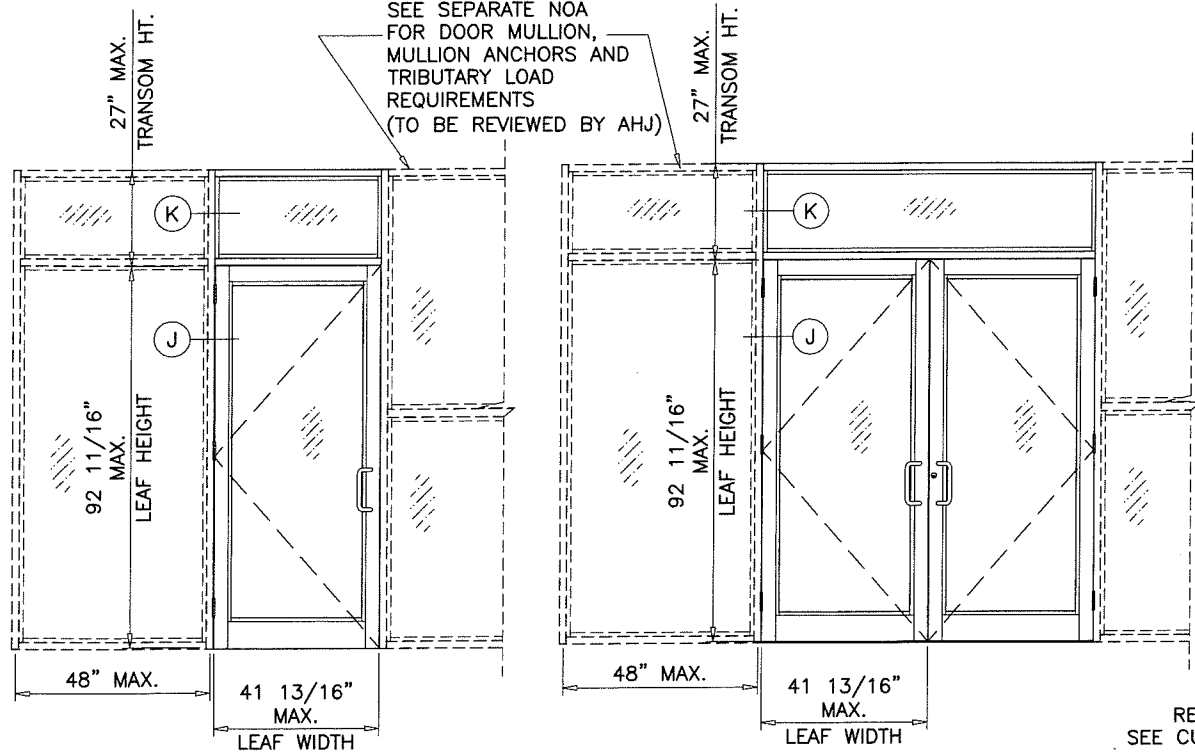 SEE SEPARATE NOA
FOR DOOR MULLION,
MULLION ANCHORS AND
TRIBUTARY LOAD
REQUIREMENTS
(TO BE REVIEWED BY AHJ)
27" MAX.
TRANSOM HT.
27" MAX.
TRANSOM HT.
K
K
J
J
92 11/16"
MAX.
LEAF HEIGHT
92 11/16"
MAX.
LEAF HEIGHT
48" MAX.
41 13/16"
MAX.
LEAF WIDTH
48" MAX.
41 13/16"
MAX.
LEAF WIDTH
SEE